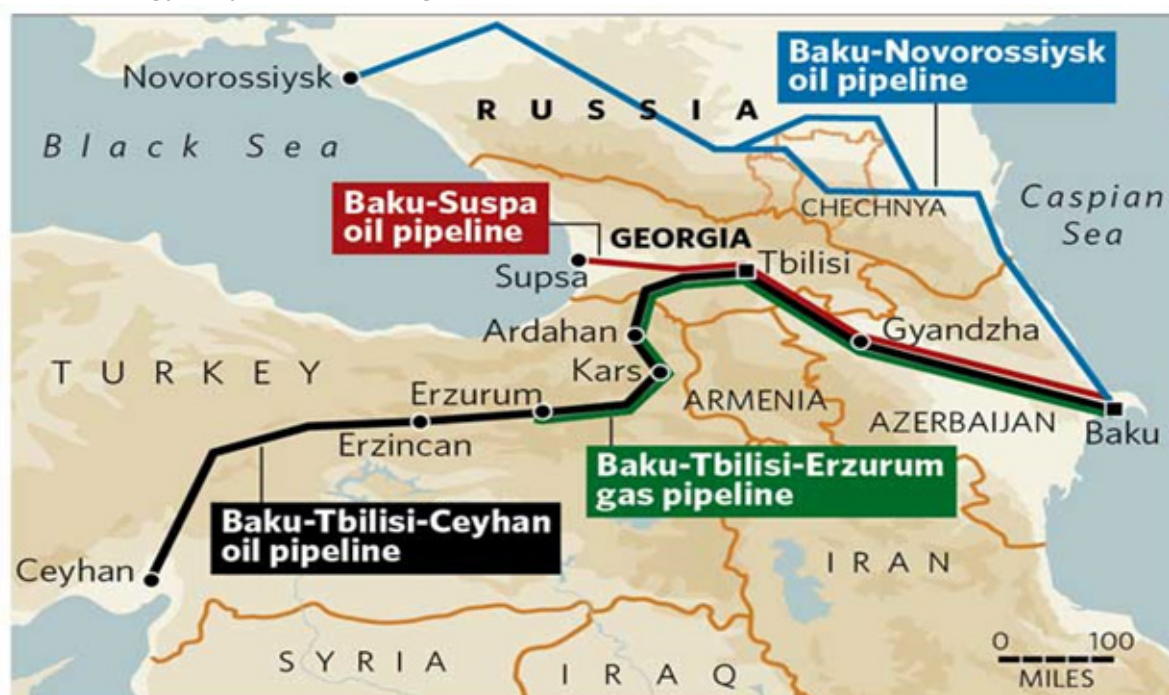 Baku-Novorossiysk
oil pipeline
Novorossiysk
RUSSIA
Black Sea
Caspian
Sea
CHECHNYA
Baku-Suspa
oil pipeline
GEORGIA
Tbilisi
Supsa
Gyandzha
Ardahan
TURKEY
Kars
Erzurum
ARMENIA
AZERBAIJAN
Baku
Erzincan
Baku-Tbilisi-Erzurum
gas pipeline
Baku-Tbilisi-Ceyhan
oil pipeline
Ceyhan
IRAN
SYRIA
IRAQ
0 100
MILES